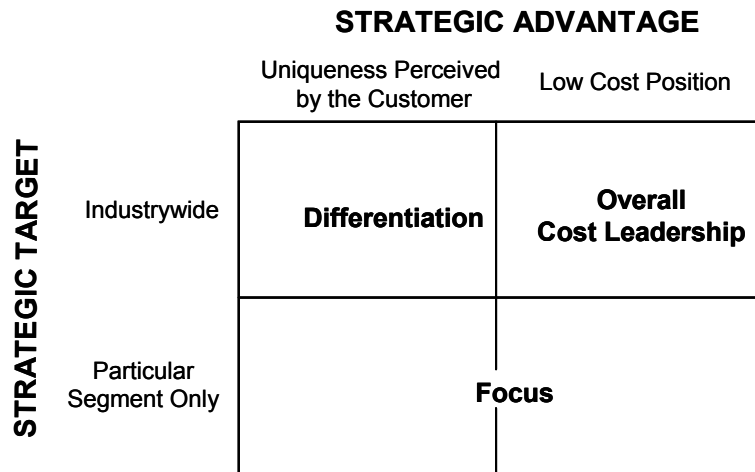 STRATEGIC ADVANTAGE
Uniqueness Perceived
by the Customer
Low Cost Position
STRATEGIC TARGET
Industrywide
Differentiation
Overall
Cost Leadership
Particular
Segment Only
Focus